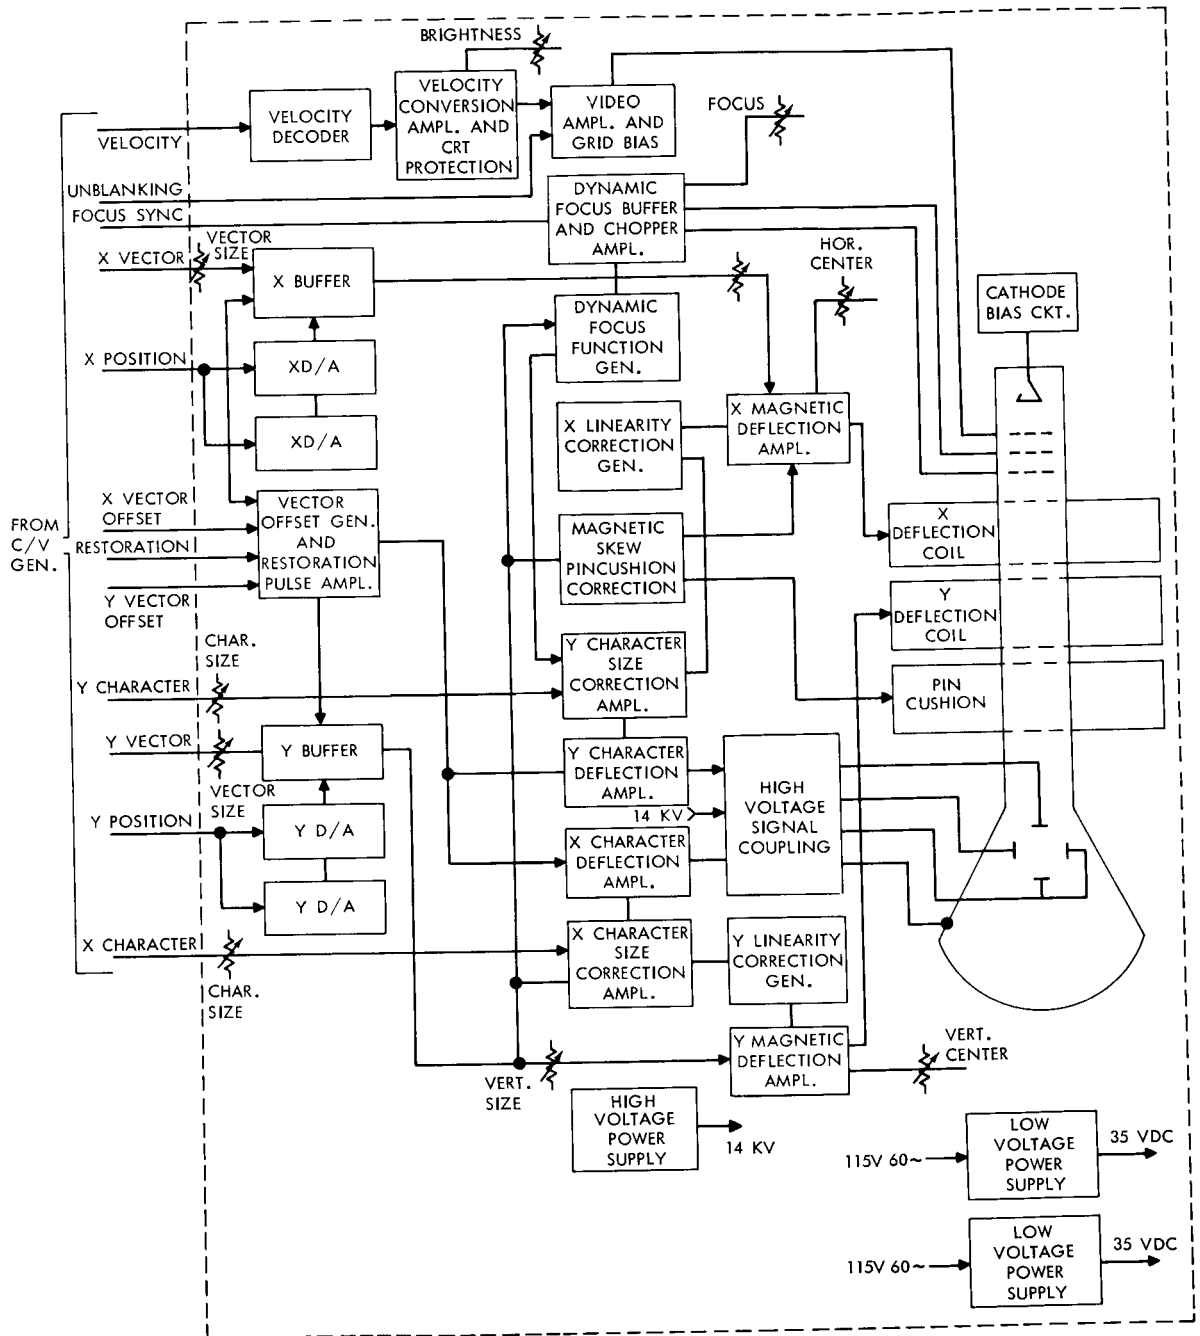 BRIGHTNESS
VELOCITY
CONVERSION
AMPL. AND
CRT
PROTECTION
VELOCITY
DECODER
VELOCITY
VIDEO
AMPL. AND
GRID BIAS
FOCUS
UNBLANKING
FOCUS SYNC
DYNAMIC
FOCUS BUFFER
AND CHOPPER
AMPL.
X VECTOR
VECTOR
SIZE
X BUFFER
HOR.
CENTER
CATHODE
BIAS CKT.
DYNAMIC
FOCUS
FUNCTION
GEN.
X POSITION
XD/A
XD/A
X LINEARITY
CORRECTION
GEN.
X MAGNETIC
DEFLECTION
AMPL.
FROM
C/V
GEN.
X VECTOR
OFFSET
RESTORATION
Y VECTOR
OFFSET
VECTOR
OFFSET GEN.
AND
RESTORATION
PULSE AMPL.
MAGNETIC
SKEW
PINCUSHION
CORRECTION
X
DEFLECTION
COIL
Y
DEFLECTION
COIL
CHAR.
SIZE
Y CHARACTER
Y CHARACTER
SIZE
CORRECTION
AMPL.
PIN
CUSHION
Y VECTOR
VECTOR
SIZE
Y BUFFER
Y CHARACTER
DEFLECTION
AMPL.
14 KV
HIGH
VOLTAGE
SIGNAL
COUPLING
Y POSITION
Y D/A
Y D/A
X CHARACTER
DEFLECTION
AMPL.
X CHARACTER
CHAR.
SIZE
X CHARACTER
SIZE
CORRECTION
AMPL.
Y LINEARITY
CORRECTION
GEN.
VERT.
SIZE
Y MAGNETIC
DEFLECTION
AMPL.
VERT.
CENTER
HIGH
VOLTAGE
POWER
SUPPLY
14 KV
115V 60~
LOW
VOLTAGE
POWER
SUPPLY
35 VDC
115V 60~
LOW
VOLTAGE
POWER
SUPPLY
35 VDC